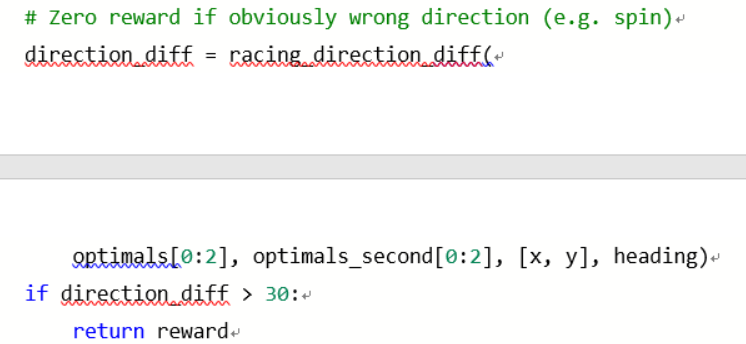 # Zero reward if obviously wrong direction (e.g. spin)
direction_diff = racing_direction_diff(
optimals[0:2], optimals_second[0:2], [x, y], heading)
if direction_diff > 30:
return reward